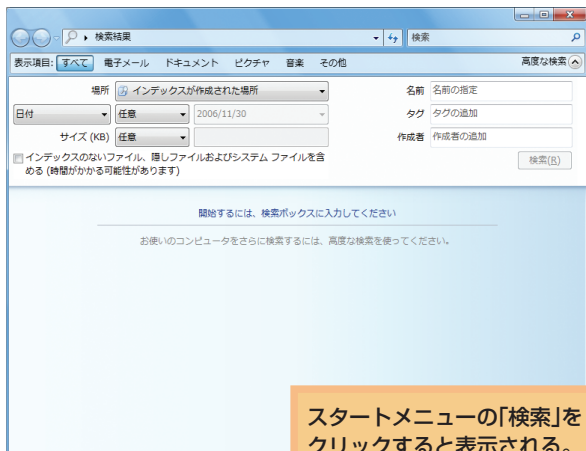 検索結果
検索
表示項目: すべて 電子メール ドキュメント ピクチャ 音楽 その他 高度な検索
場所 インデックスが作成された場所 名前 名前の指定
日付 任意 2006/11/30 タグ タグの追加
サイズ (KB) 任意 作成者 作成者の追加
インデックスのないファイル、隠しファイルおよびシステム ファイルを含
める (時間がかかる可能性があります)
検索(R)
開始するには、検索ボックスに入力してください
お使いのコンピュータをさらに検索するには、高度な検索を使ってください。
スタートメニューの「検索」を
クリックすると表示される。